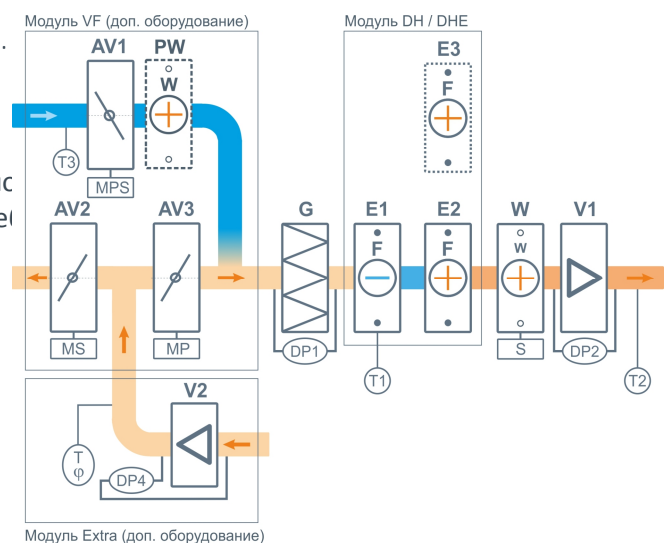 Модуль VF (доп. оборудование)
Модуль DH / DHE
AV1
PW
E3
W
F
T3
MPS
AV2
AV3
G
E1
E2
W
V1
F
F
w
MS
MP
DP1
S
DP2
T1
T2
V2
T
φ
DP4
Модуль Extra (доп. оборудование)